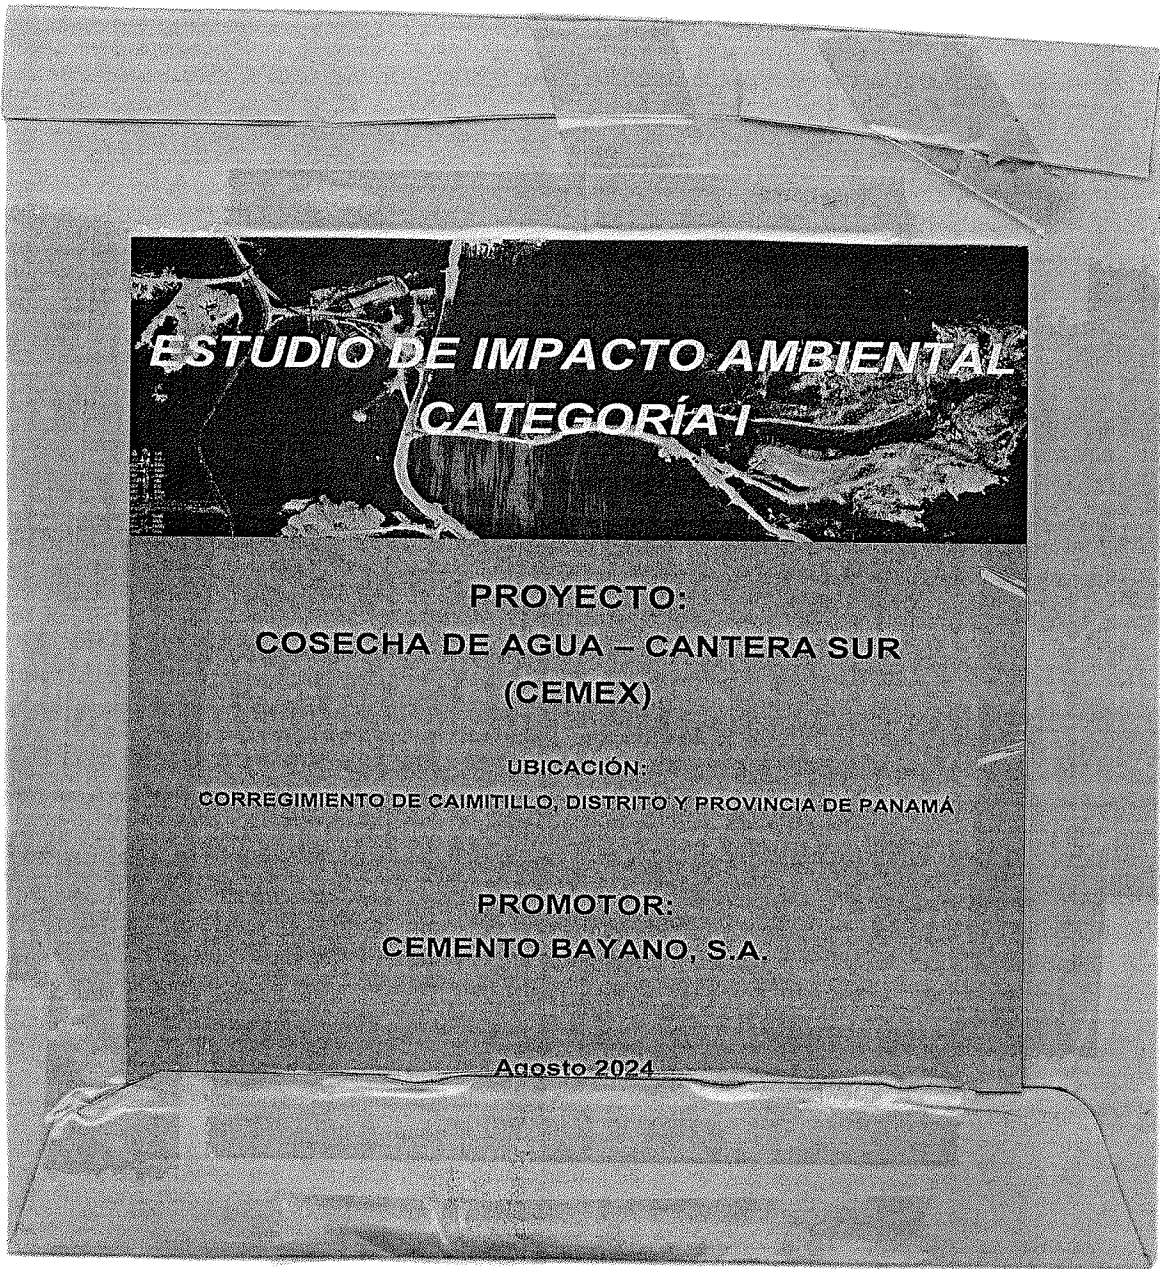 ESTUDIO DE IMPACTO AMBIENTAL
CATEGORÍA I
PROYECTO:
COSECHA DE AGUA – CANTERA SUR
(CEMEX)
UBICACIÓN:
CORREGIMIENTO DE CAIMITILLO, DISTRITO Y PROVINCIA DE PANAMÁ
PROMOTOR:
CEMENTO BAYANO, S.A.
Agosto 2024